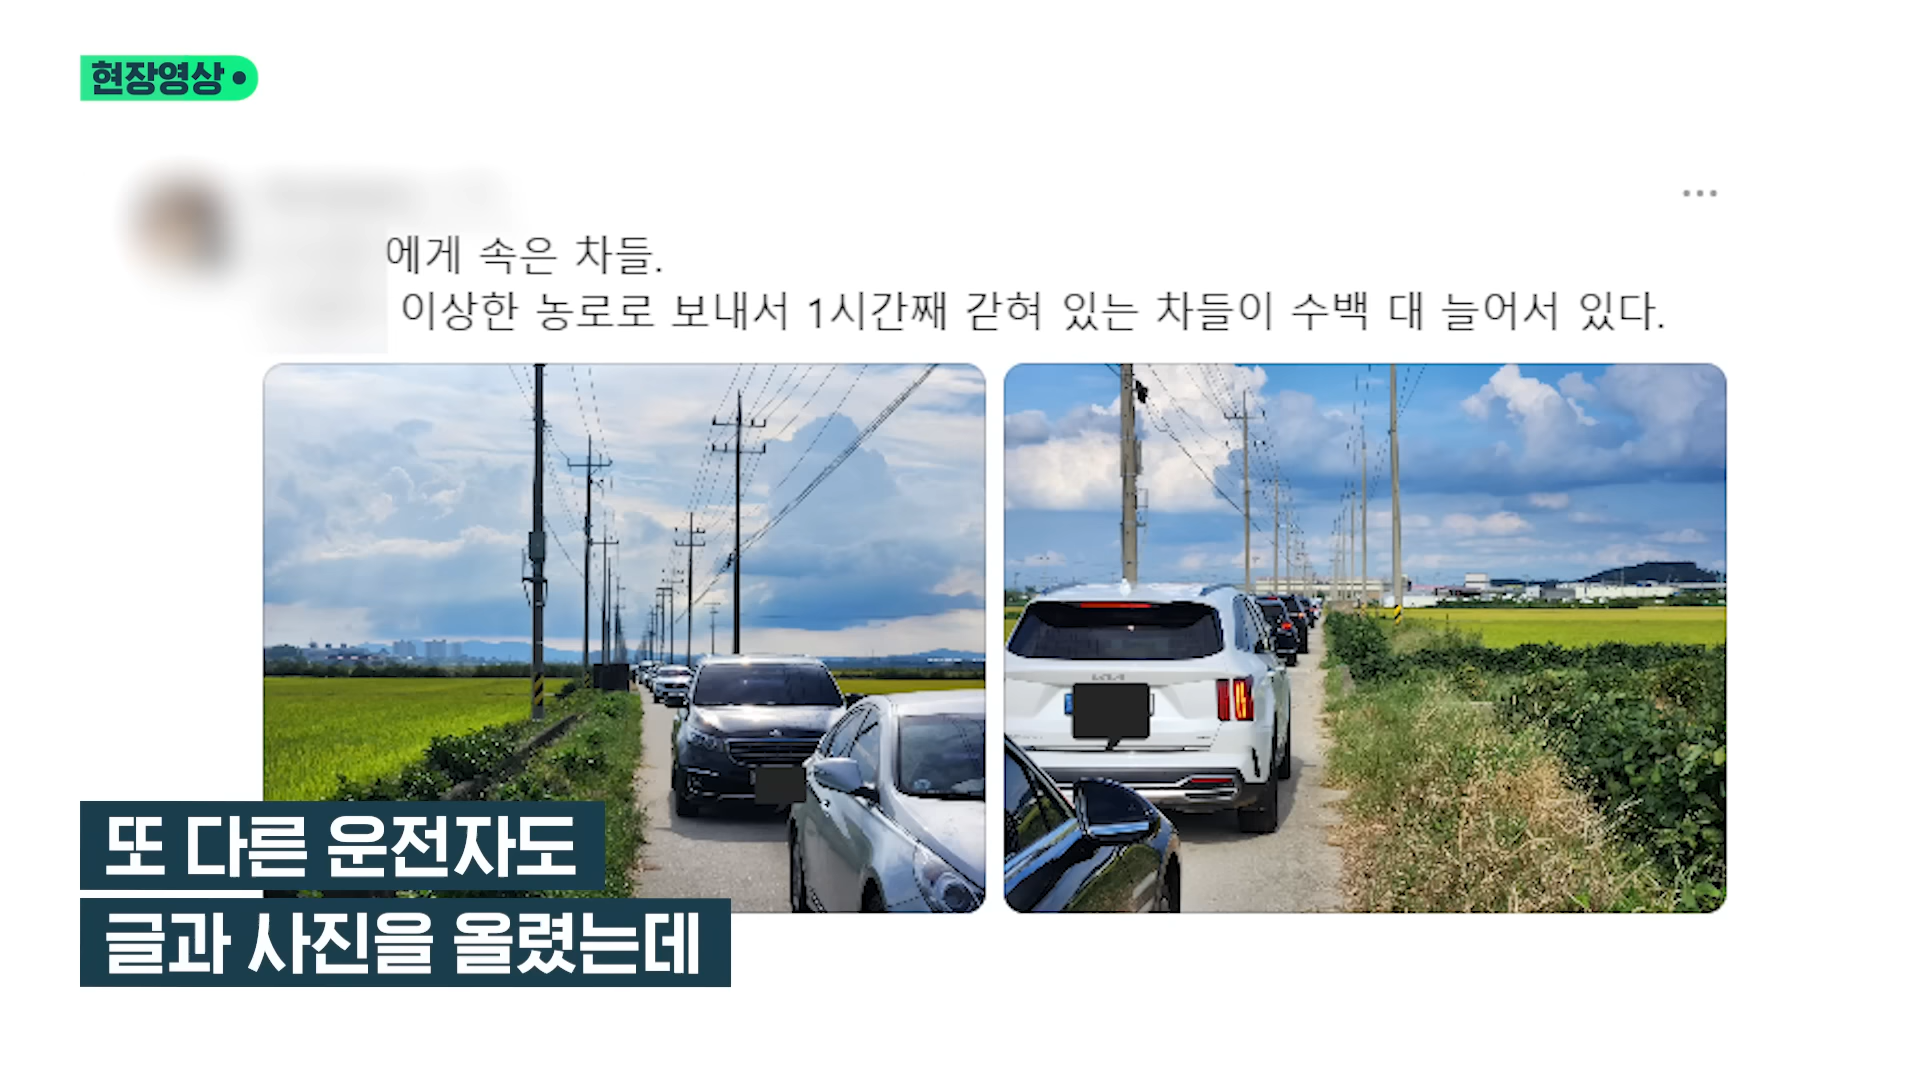 현장영상
에게 속은 차들.
이상한 농로로 보내서 1시간째 갇혀 있는 차들이 수백 대 늘어서 있다.
또 다른 운전자도
글과 사진을 올렸는데